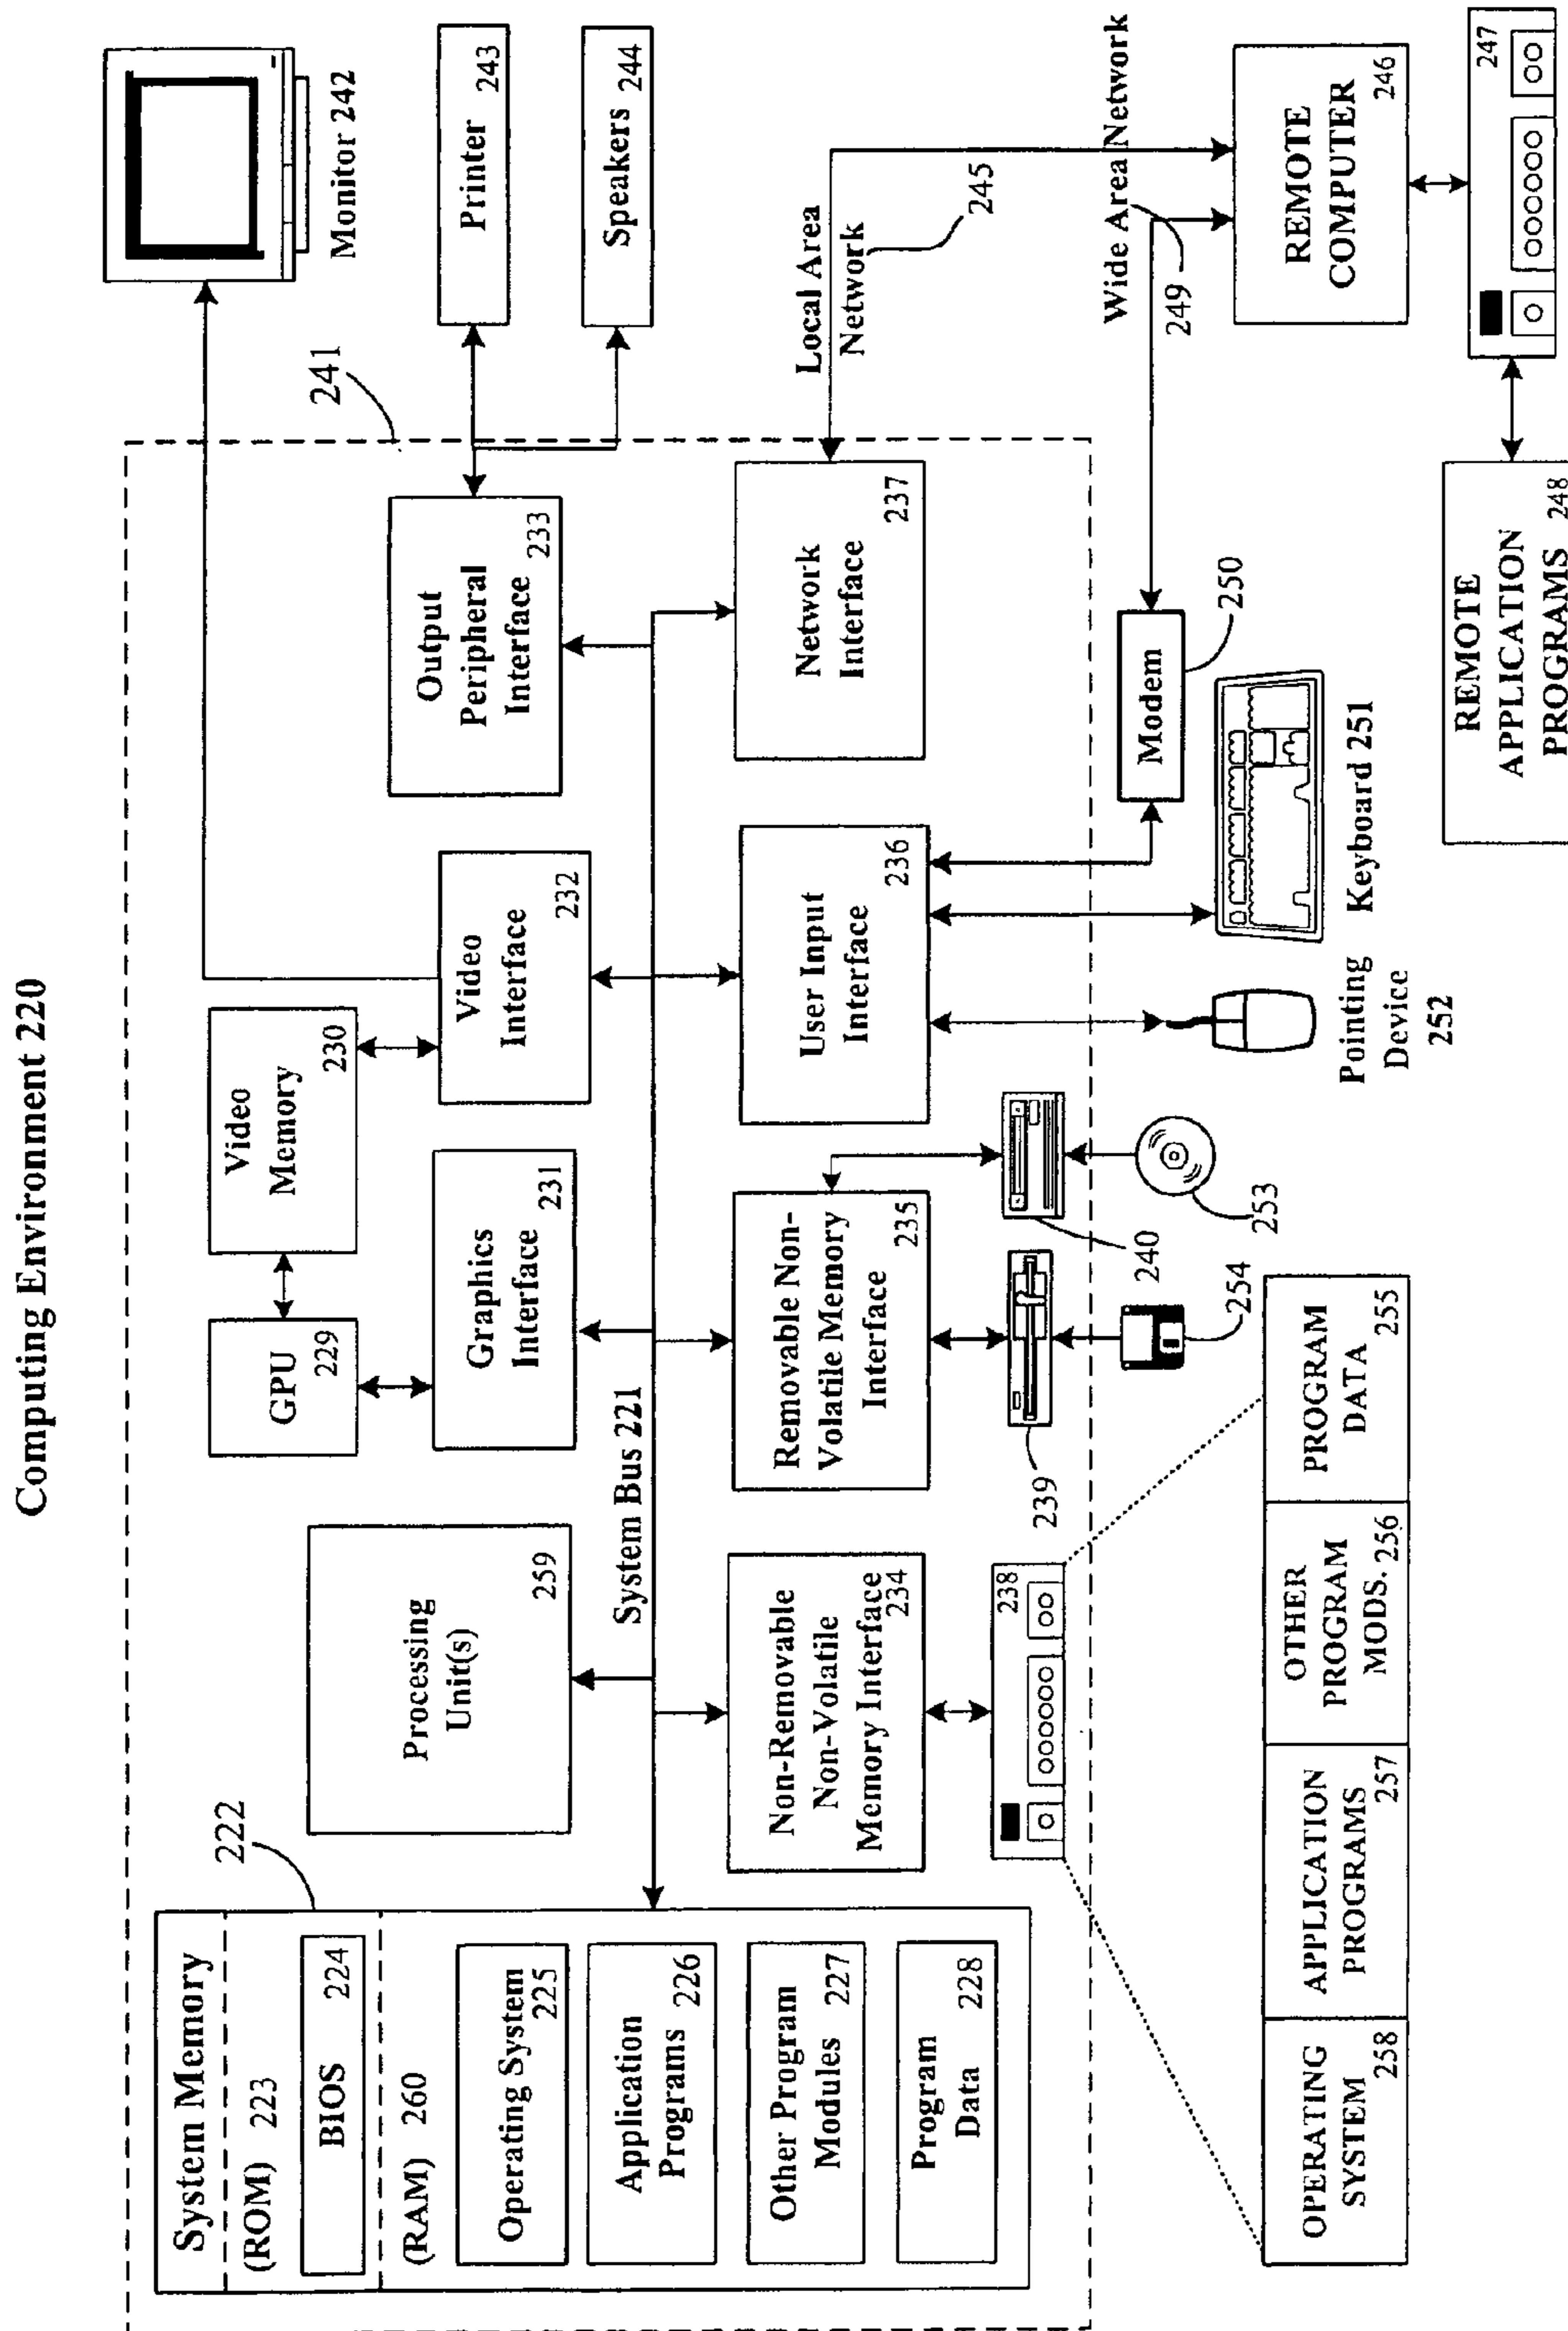 Computing Environment 220
222
System Memory
(ROM) 223
BIOS 224
(RAM) 260
Operating System
225
Application
Programs 226
Other Program
Modules 227
Program
Data 228
Processing
Unit(s)
259
GPU
229
Video
Memory
230
Graphics
Interface
231
Video
Interface
232
Output
Peripheral
Interface 233
241
Monitor 242
Printer 243
Speakers 244
System Bus 221
Non-Removable
Non-Volatile
Memory Interface
234
Removable Non-
Volatile Memory
Interface
235
User Input
Interface
236
Network
Interface
237
Local Area
Network
245
238
239
240
254
253
Pointing
Device
252
Keyboard 251
Modem
250
Wide Area Network
249
REMOTE
COMPUTER
246
247
OPERATING
SYSTEM
258
APPLICATION
PROGRAMS
257
OTHER
PROGRAM
MODS. 256
PROGRAM
DATA
255
REMOTE
APPLICATION
PROGRAMS 248